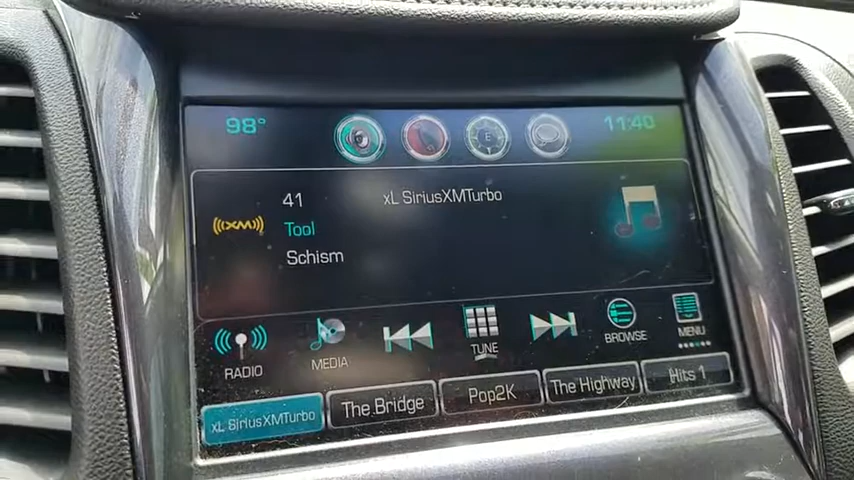 98°
E
11:40
41
xL SiriusXMTurbo
((XM))
Tool
Schism
RADIO
MEDIA
TUNE
BROWSE
MENU
xL SiriusXMTurbo
The Bridge
Pop2K
The Highway
Hits 1